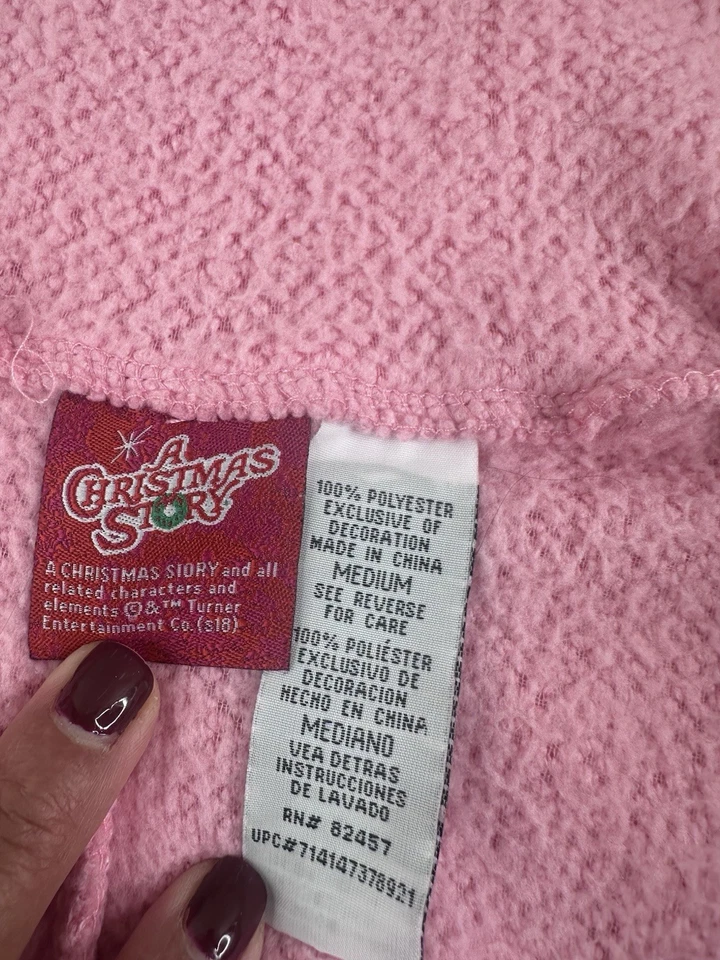 A
CHRISTMAS
STORY
A CHRISTMAS STORY and all
related characters and
elements ©&™ Turner
Entertainment Co.(s18)
100% POLYESTER
EXCLUSIVE OF
DECORATION
MADE IN CHINA
MEDIUM
SEE REVERSE
FOR CARE
100% POLIÉSTER
EXCLUSIVO DE
DECORACION
HECHO EN CHINA
MEDIANO
VEA DETRAS
INSTRUCCIONES
DE LAVADO
RN# 82457
UPC#714147378921